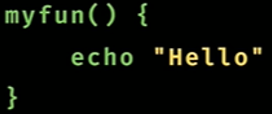 myfun() {
    echo "Hello"
}